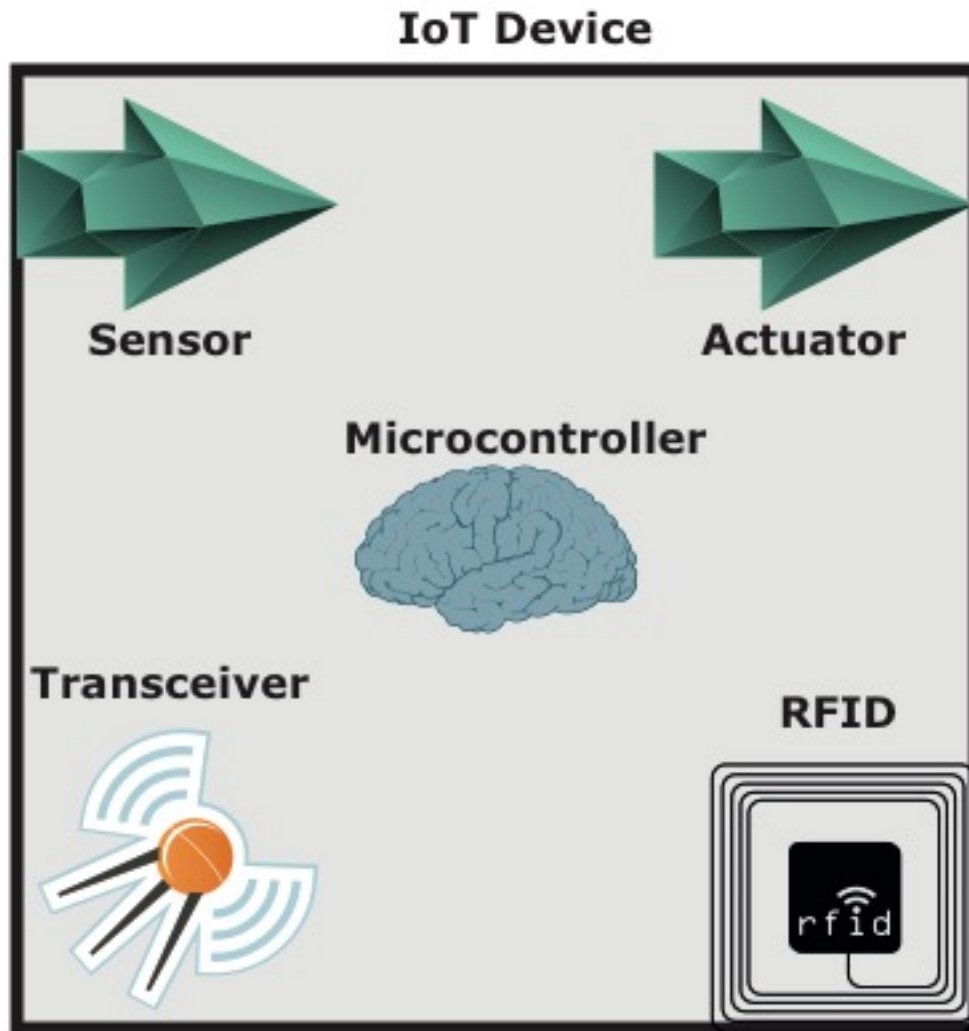 IoT Device
Sensor
Actuator
Microcontroller
Transceiver
RFID
rfid